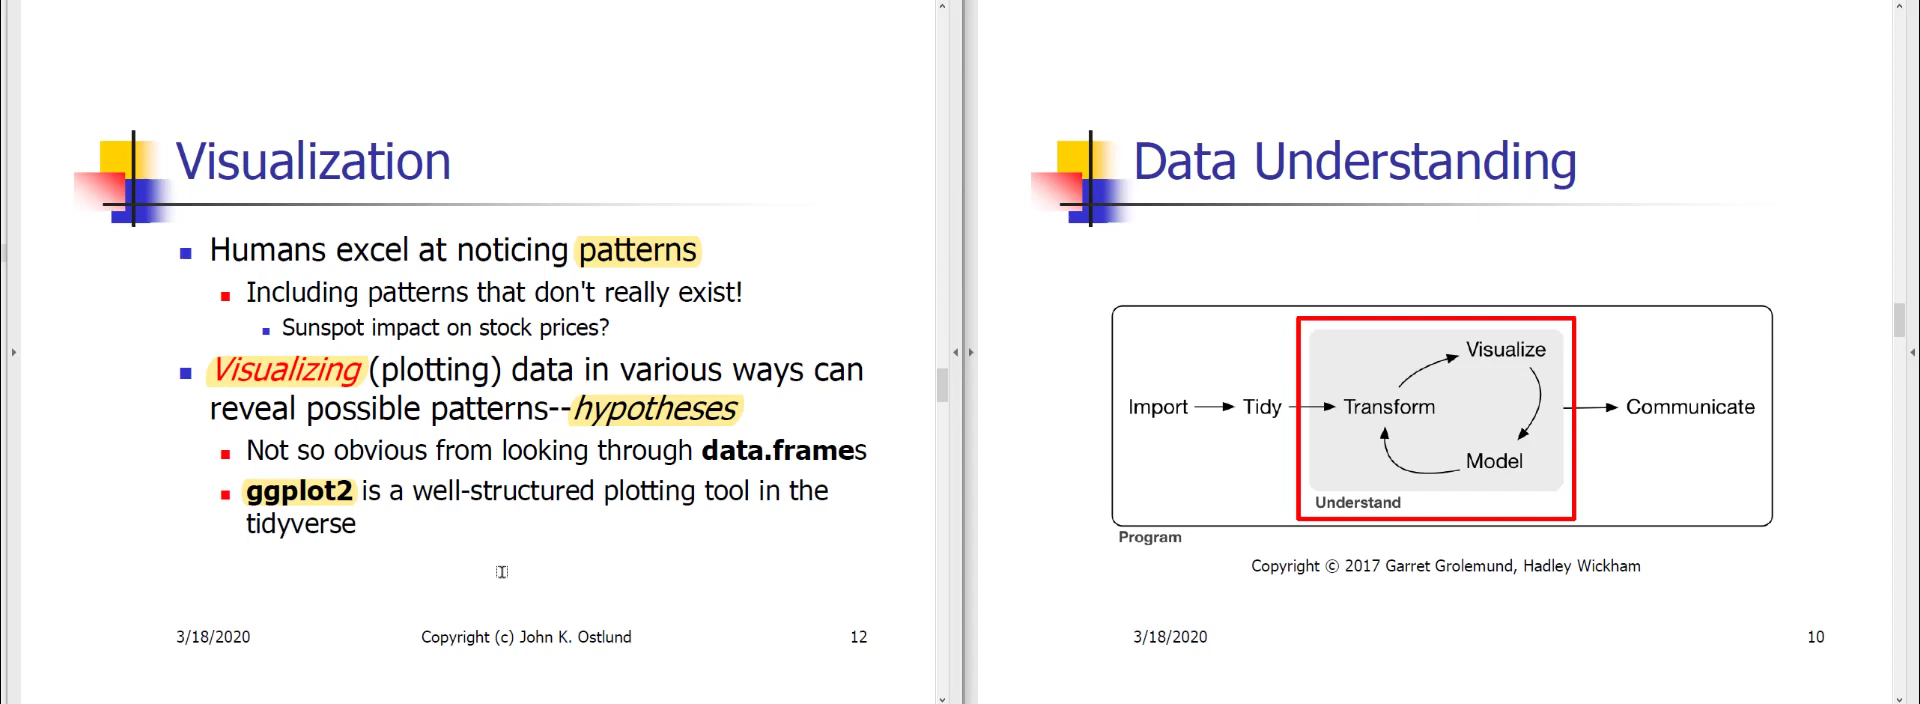 Visualization
Humans excel at noticing patterns
Including patterns that don't really exist!
Sunspot impact on stock prices?
Visualizing (plotting) data in various ways can
reveal possible patterns--hypotheses
Not so obvious from looking through data.frames
ggplot2 is a well-structured plotting tool in the
tidyverse
3/18/2020
Copyright (c) John K. Ostlund
12
Data Understanding
Import
Tidy
Transform
Visualize
Model
Understand
Communicate
Program
Copyright © 2017 Garret Grolemund, Hadley Wickham
3/18/2020
10